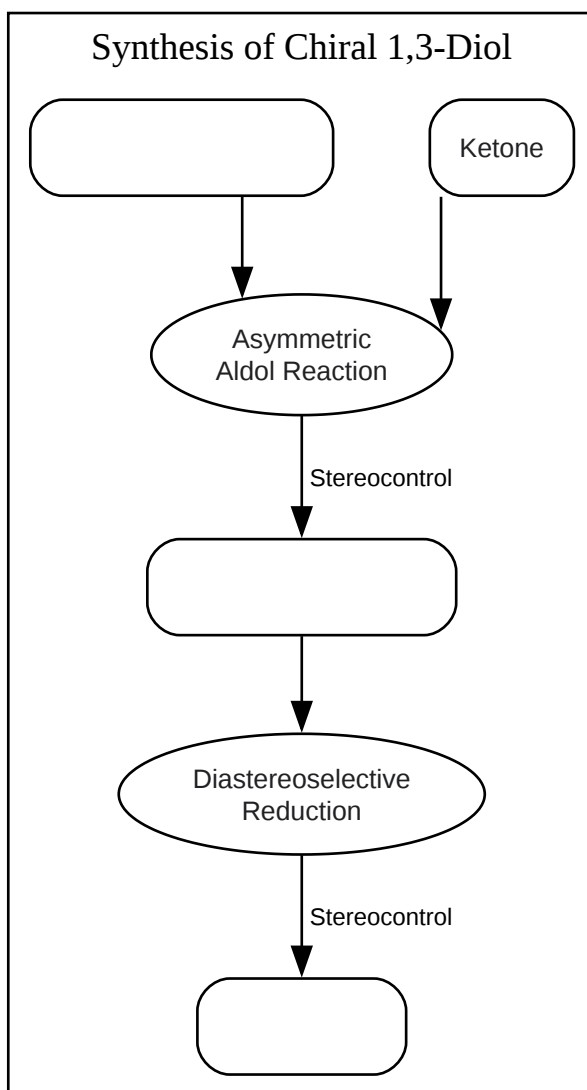 Synthesis of Chiral 1,3-Diol
Ketone
Asymmetric
Aldol Reaction
Stereocontrol
Diastereoselective
Reduction
Stereocontrol